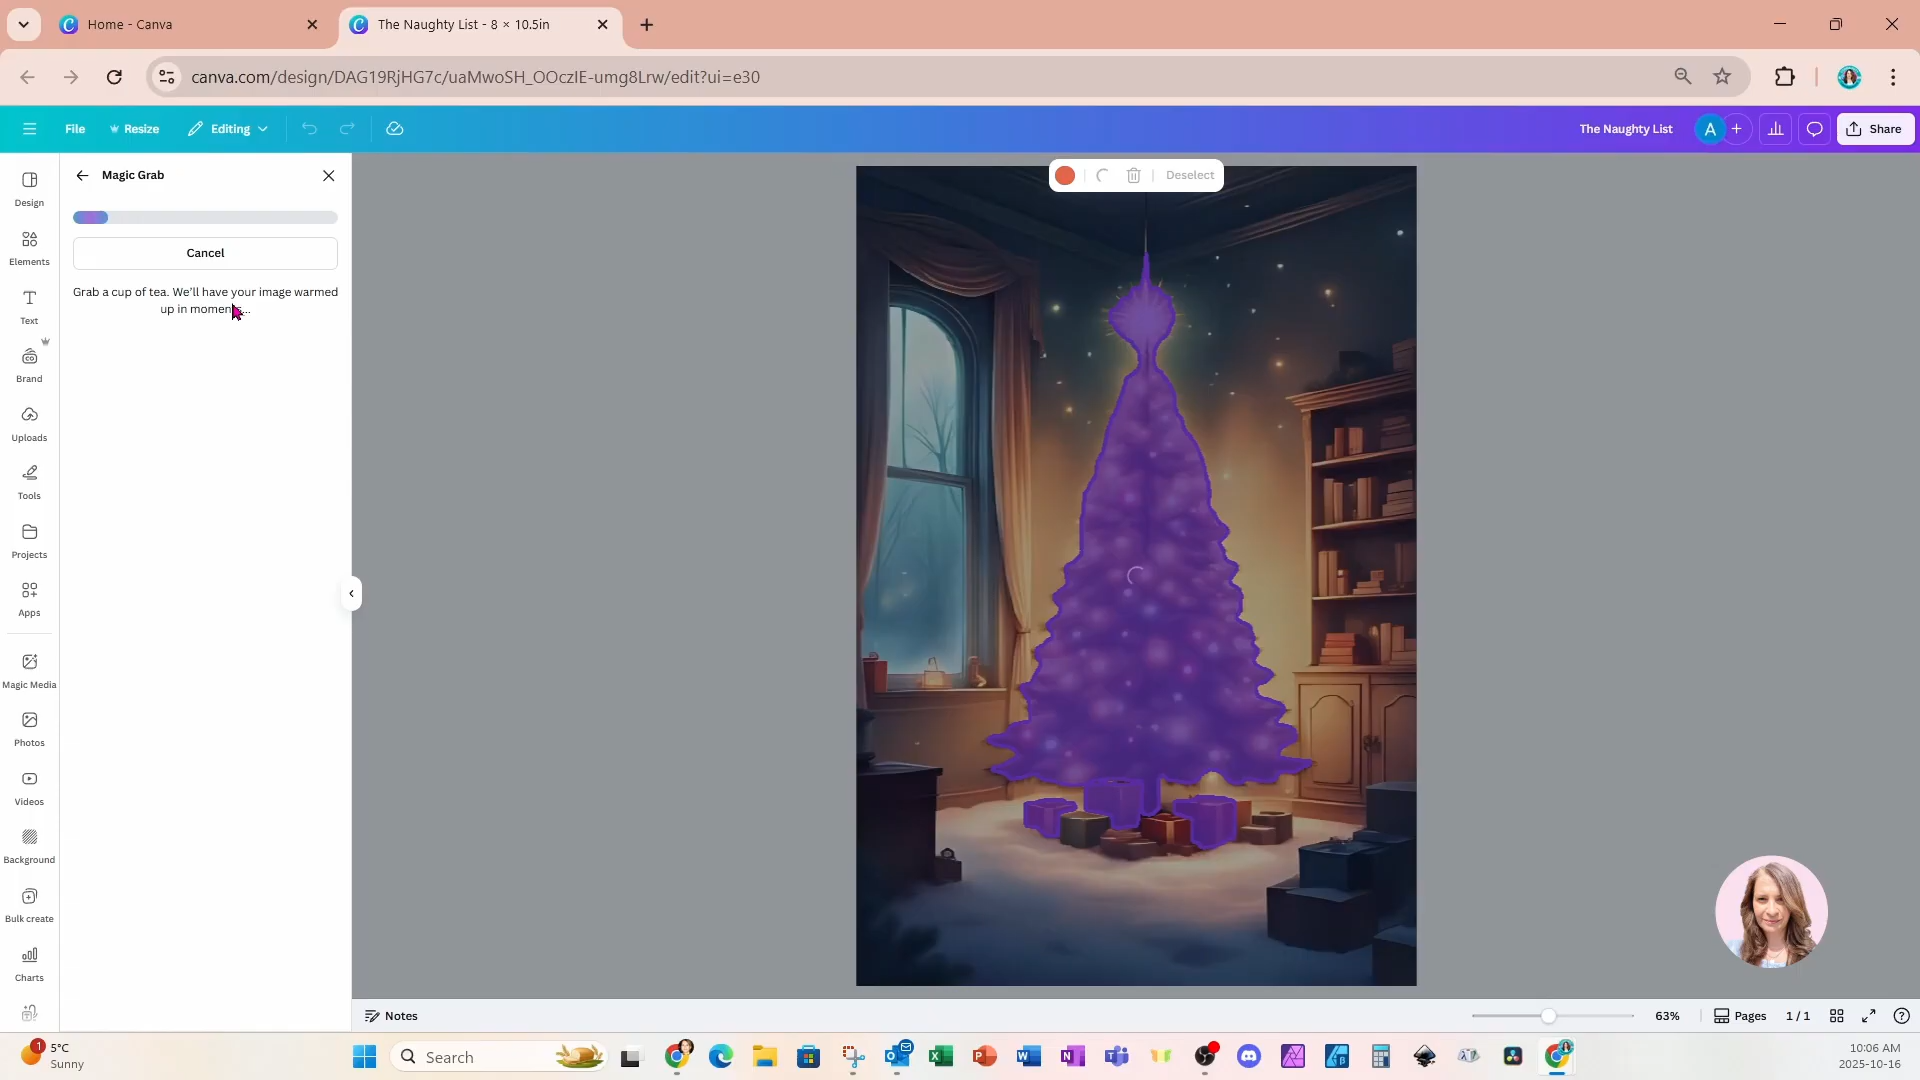 Home - Canva
The Naughty List - 8 × 10.5in
canva.com/design/DAG19RjHG7c/uaMwoSH_OOczIE-umg8Lrw/edit?ui=e30
File
Resize
Editing
The Naughty List
A
Share
Design
Elements
Text
Brand
Uploads
Tools
Projects
Apps
Magic Media
Photos
Videos
Background
Bulk create
Charts
Magic Grab
Cancel
Grab a cup of tea. We'll have your image warmed
up in moments...
Deselect
Notes
63%
Pages
1 / 1
1
5°C
Sunny
Search
10:06 AM
2025-10-16